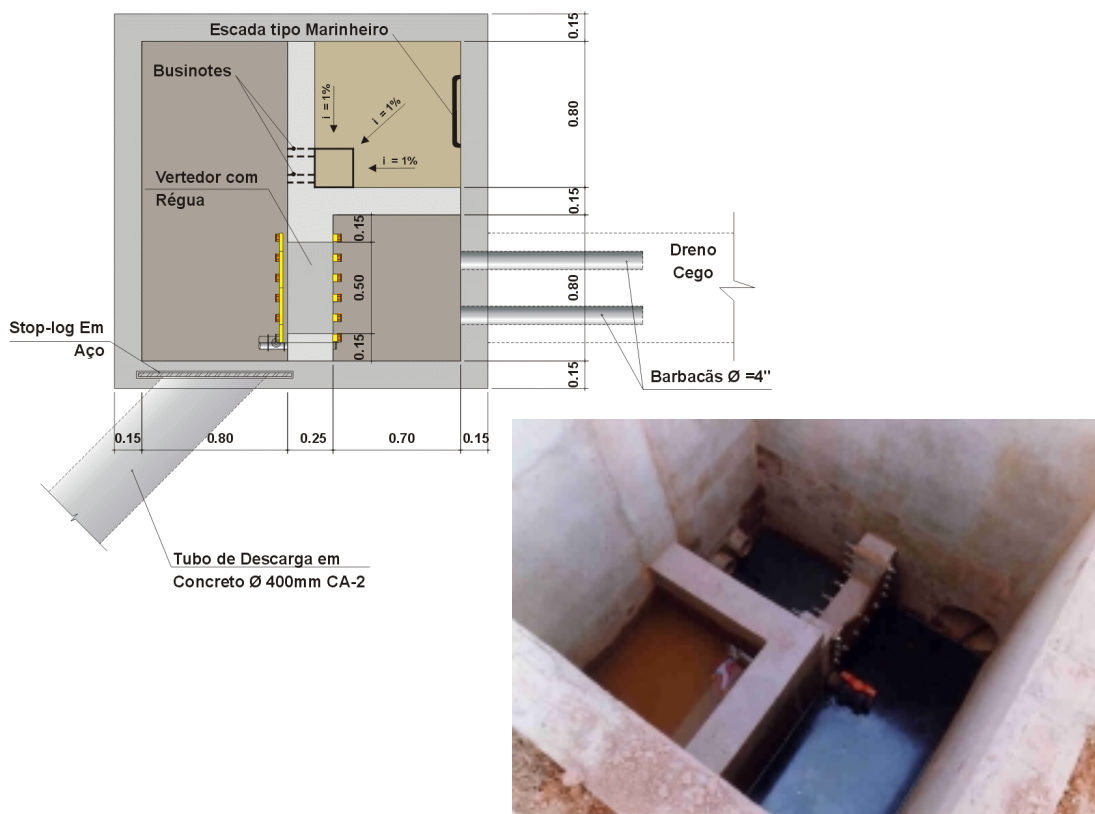 Escada tipo Marinheiro
0.15
Businotes
i = 1%
i = 1%
i = 1%
0.80
Vertedor com
Régua
0.15
0.15
Dreno
Cego
0.50
0.80
Stop-log Em
Aço
0.15
0.15
Barbacãs Ø =4"
0.15
0.80
0.25
0.70
0.15
Tubo de Descarga em
Concreto Ø 400mm CA-2